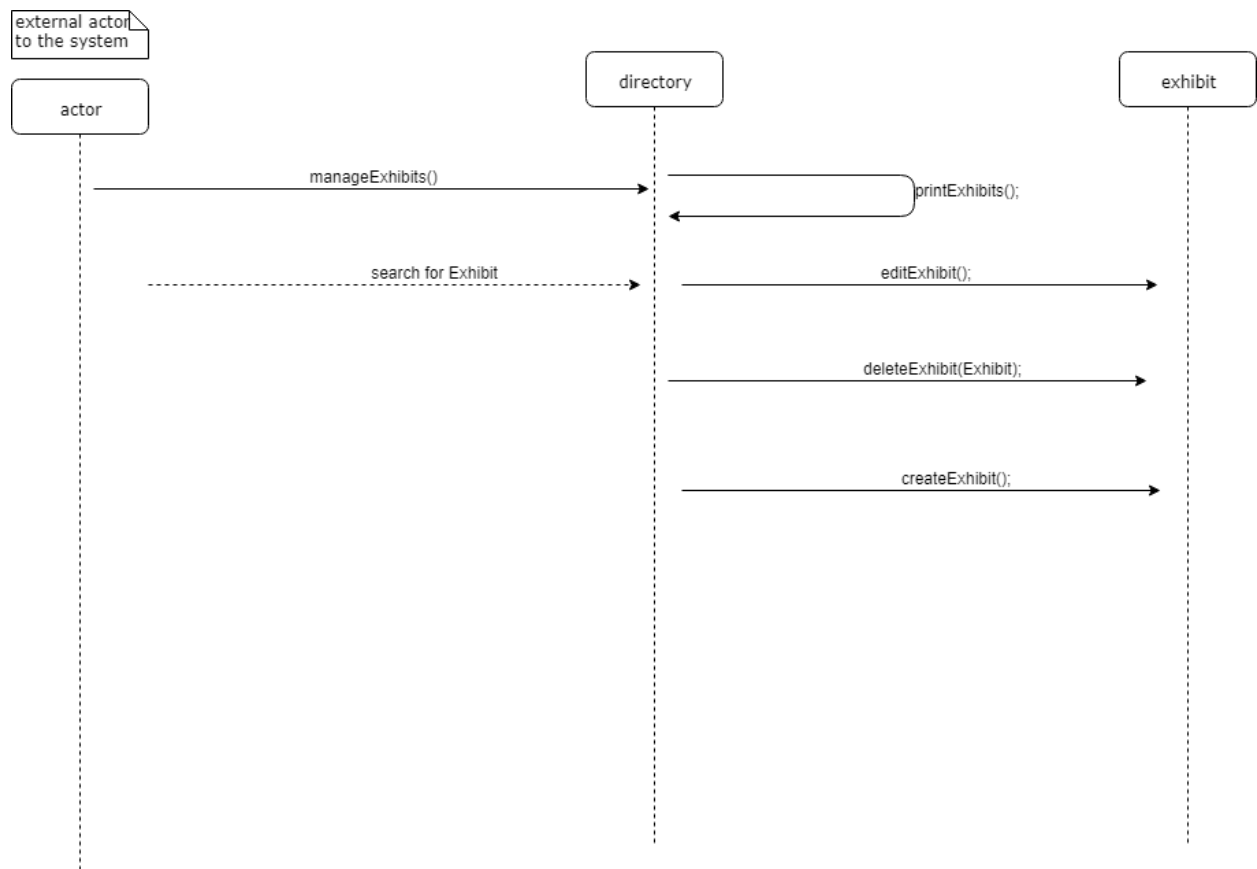 external actor
to the system
actor
directory
exhibit
manageExhibits()
printExhibits();
search for Exhibit
editExhibit();
deleteExhibit(Exhibit);
createExhibit();